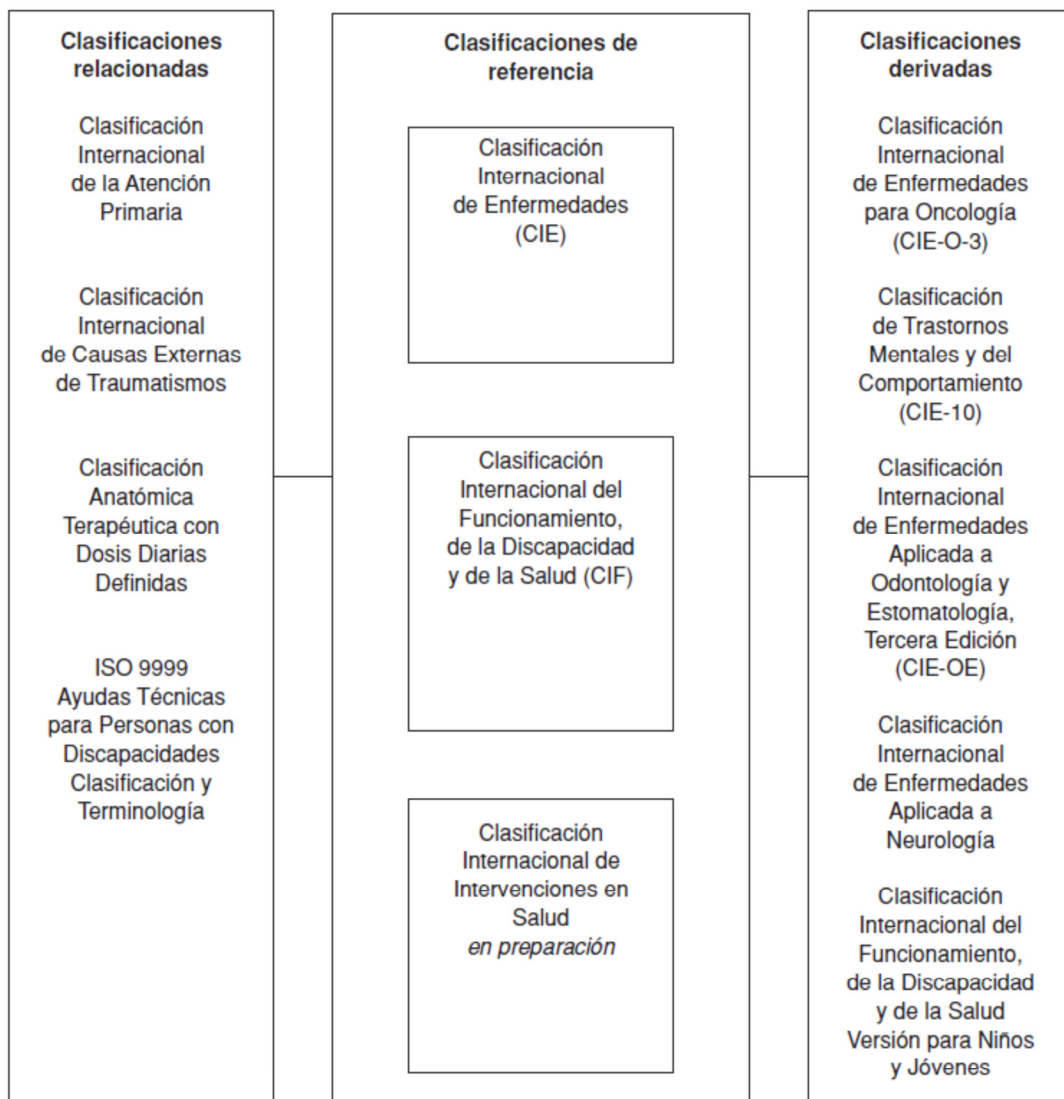 Clasificaciones
relacionadas
Clasificación
Internacional
de la Atención
Primaria
Clasificación
Internacional
de Causas Externas
de Traumatismos
Clasificación
Anatómica
Terapéutica con
Dosis Diarias
Definidas
ISO 9999
Ayudas Técnicas
para Personas con
Discapacidades
Clasificación y
Terminología
Clasificaciones de
referencia
Clasificación
Internacional
de Enfermedades
(CIE)
Clasificación
Internacional del
Funcionamiento,
de la Discapacidad
y de la Salud (CIF)
Clasificación
Internacional de
Intervenciones en
Salud
en preparación
Clasificaciones
derivadas
Clasificación
Internacional
de Enfermedades
para Oncología
(CIE-O-3)
Clasificación
de Trastornos
Mentales y del
Comportamiento
(CIE-10)
Clasificación
Internacional
de Enfermedades
Aplicada a
Odontología y
Estomatología,
Tercera Edición
(CIE-OE)
Clasificación
Internacional
de Enfermedades
Aplicada a
Neurología
Clasificación
Internacional del
Funcionamiento,
de la Discapacidad
y de la Salud
Versión para Niños
y Jóvenes